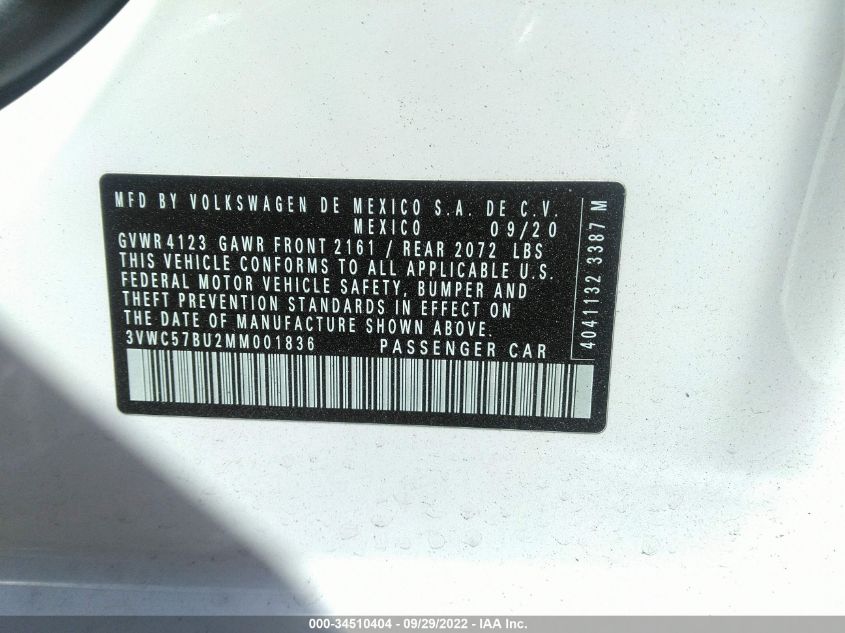 MFD BY VOLKSWAGEN DE MEXICO S.A. DE C.V.
MEXICO 09/20
GVWR 4123 GAWR FRONT 2161 / REAR 2072 LBS
THIS VEHICLE CONFORMS TO ALL APPLICABLE U.S.
FEDERAL MOTOR VEHICLE SAFETY, BUMPER AND
THEFT PREVENTION STANDARDS IN EFFECT ON
THE DATE OF MANUFACTURE SHOWN ABOVE.
3VWC57BU2MM001836 PASSENGER CAR
4041132 3387 M
000-34510404 - 09/29/2022 - IAA Inc.